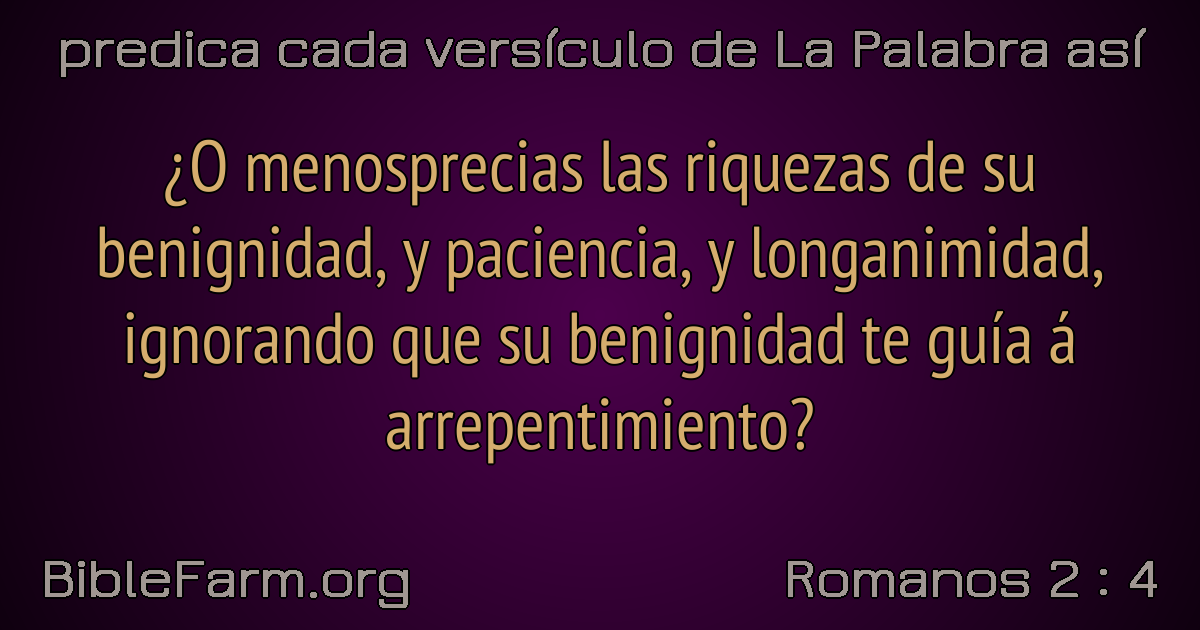 predica cada versículo de La Palabra así
¿O menosprecias las riquezas de su
benignidad, y paciencia, y longanimidad,
ignorando que su benignidad te guía á
arrepentimiento?
BibleFarm.org
Romanos 2 : 4